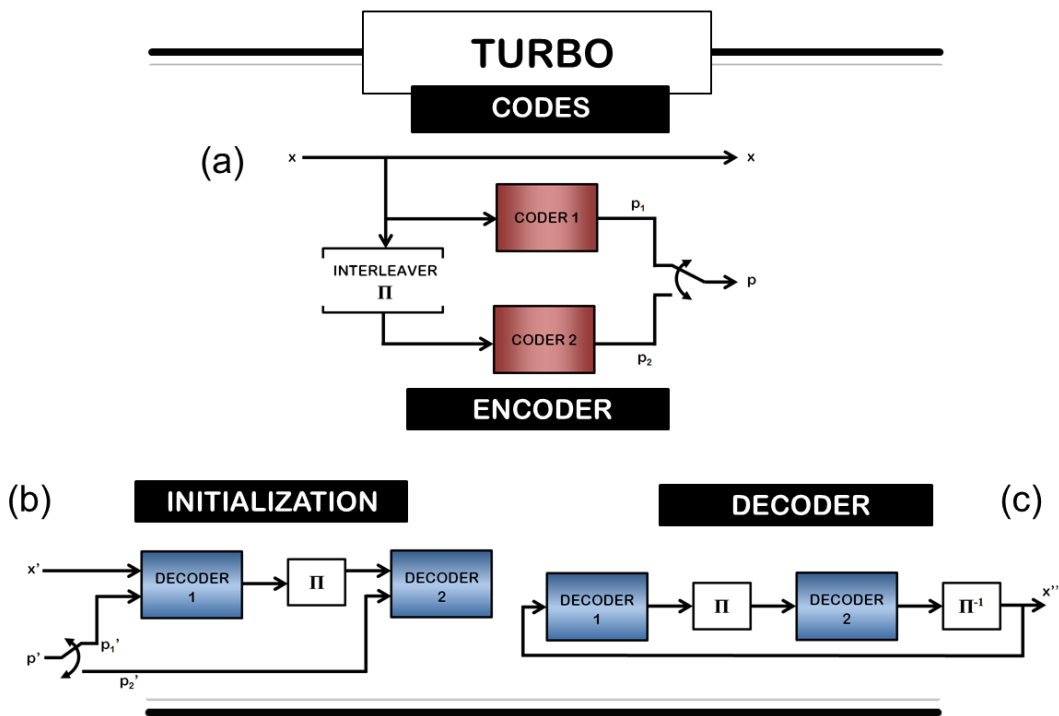 TURBO
CODES
(a)
x
x
CODER 1
p₁
INTERLEAVER
Π
p
CODER 2
p₂
ENCODER
(b)
INITIALIZATION
DECODER
(c)
x'
DECODER
1
Π
DECODER
2
p'
p₁'
p₂'
DECODER
1
Π
DECODER
2
Π⁻¹
x''